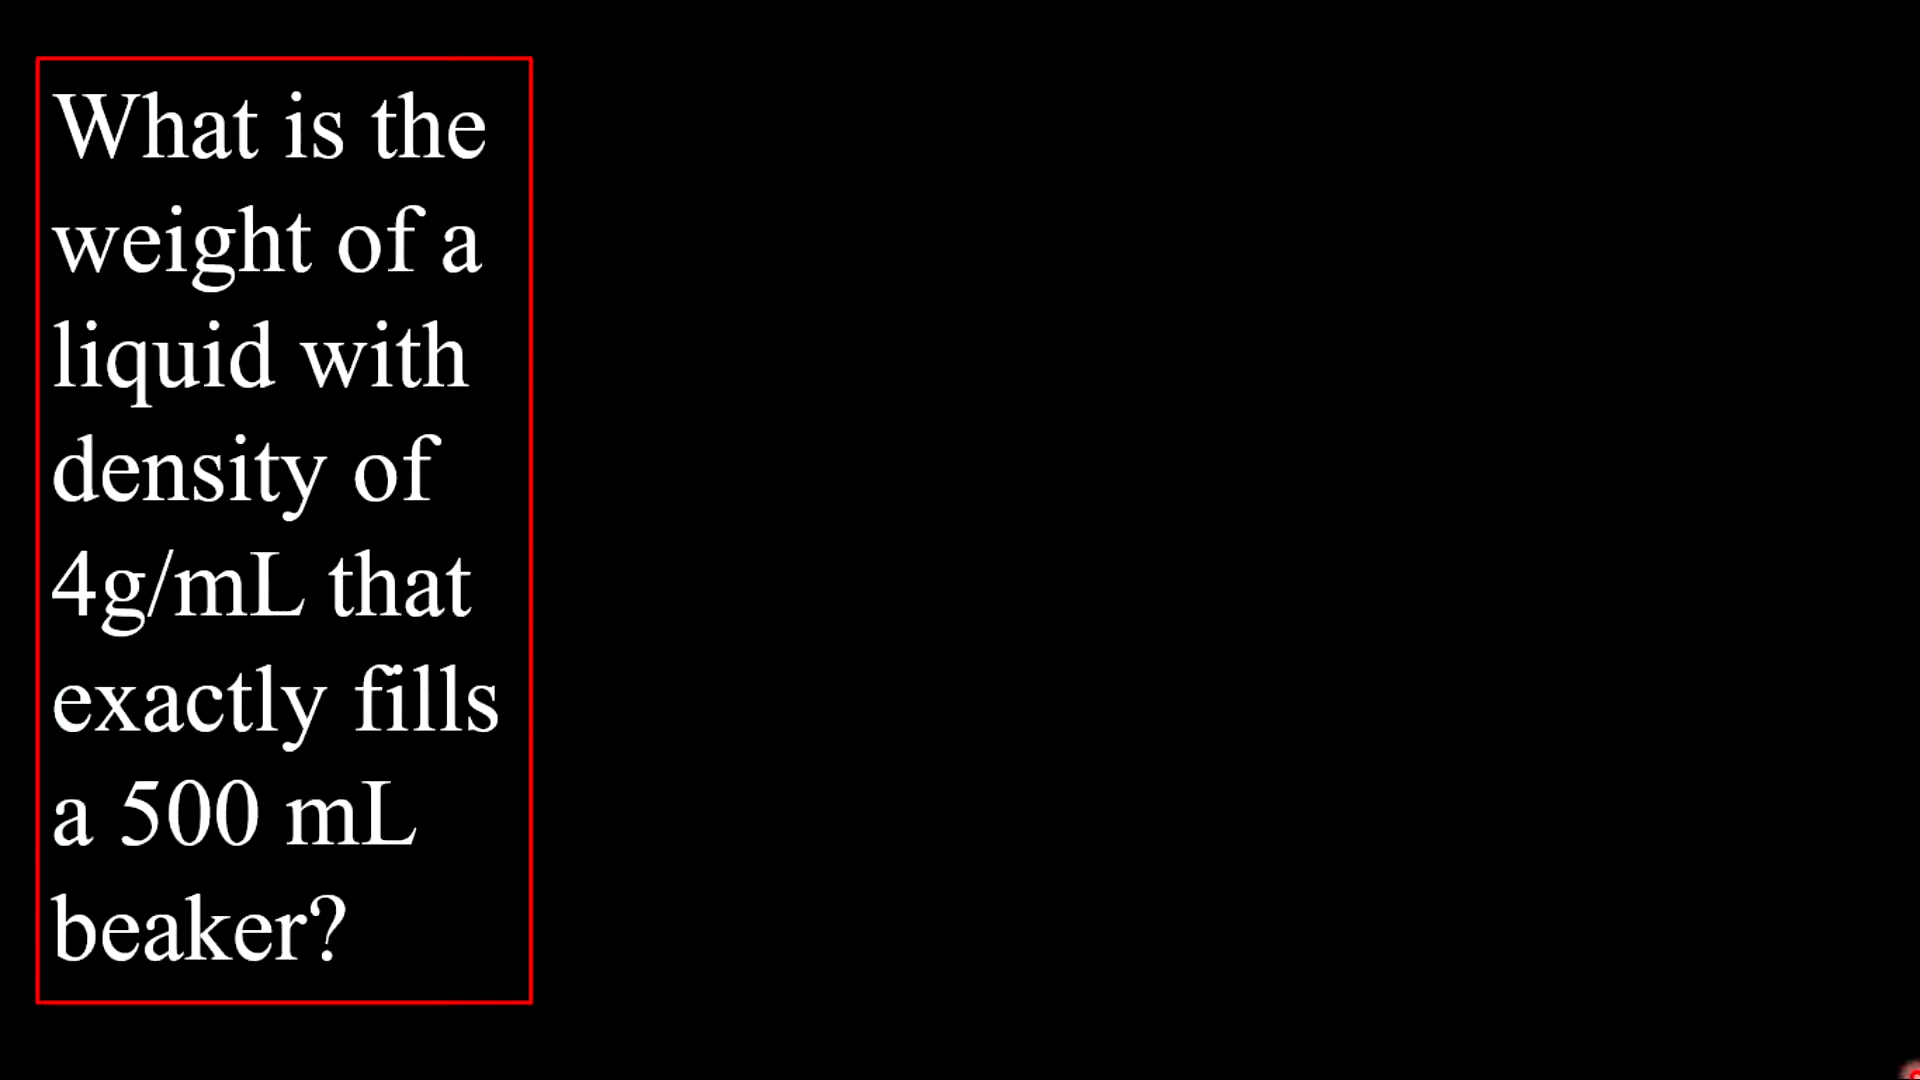 What is the
weight of a
liquid with
density of
4g/mL that
exactly fills
a 500 mL
beaker?